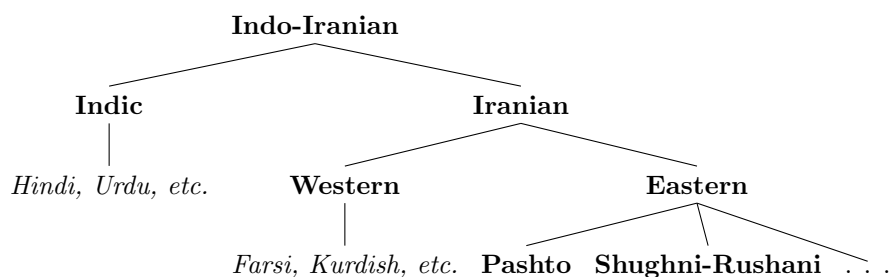 Indo-Iranian
Indic Iranian
Hindi, Urdu, etc. Western Eastern
Farsi, Kurdish, etc. Pashto Shughni-Rushani . . .